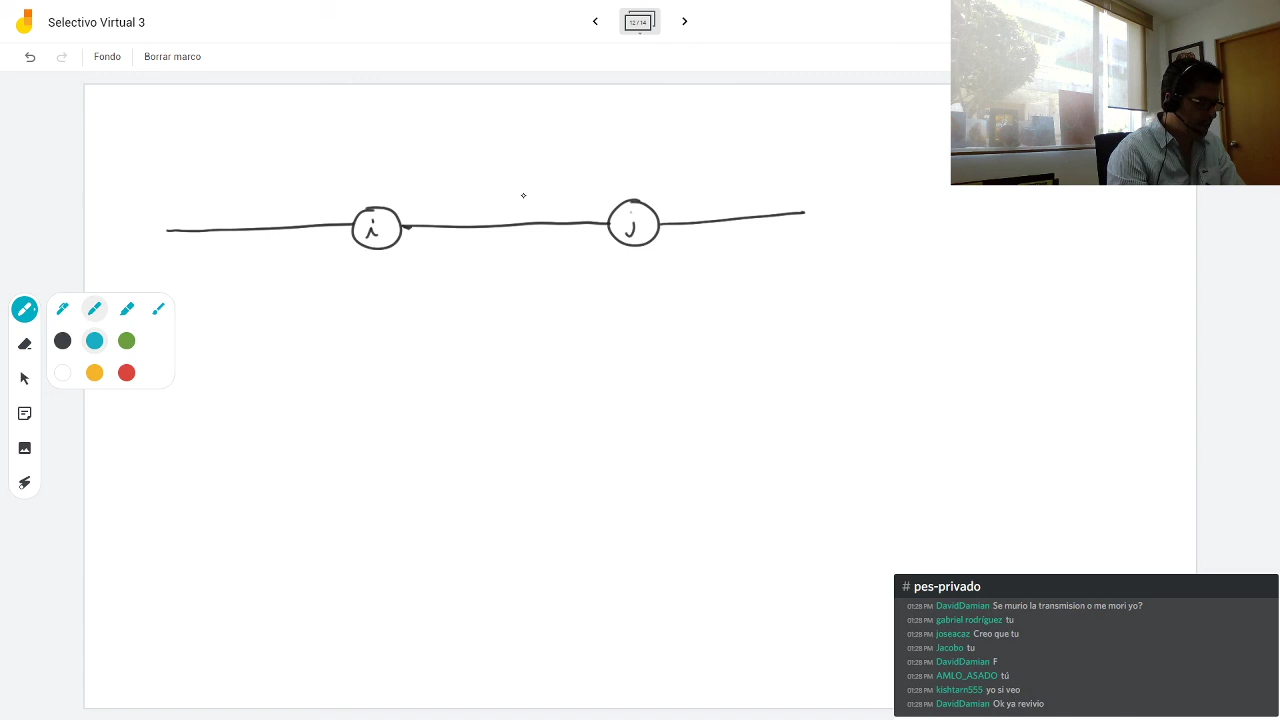 Selectivo Virtual 3
12 / 14
Fondo
Borrar marco
i
j
# pes-privado
01:28 PM DavidDamian Se murio la transmision o me mori yo?
01:28 PM gabriel rodríguez tu
01:28 PM joseacaz Creo que tu
01:28 PM Jacobo tu
01:28 PM DavidDamian F
01:28 PM AMLO_ASADO tú
01:28 PM kishtarn555 yo si veo
01:28 PM DavidDamian Ok ya revivio